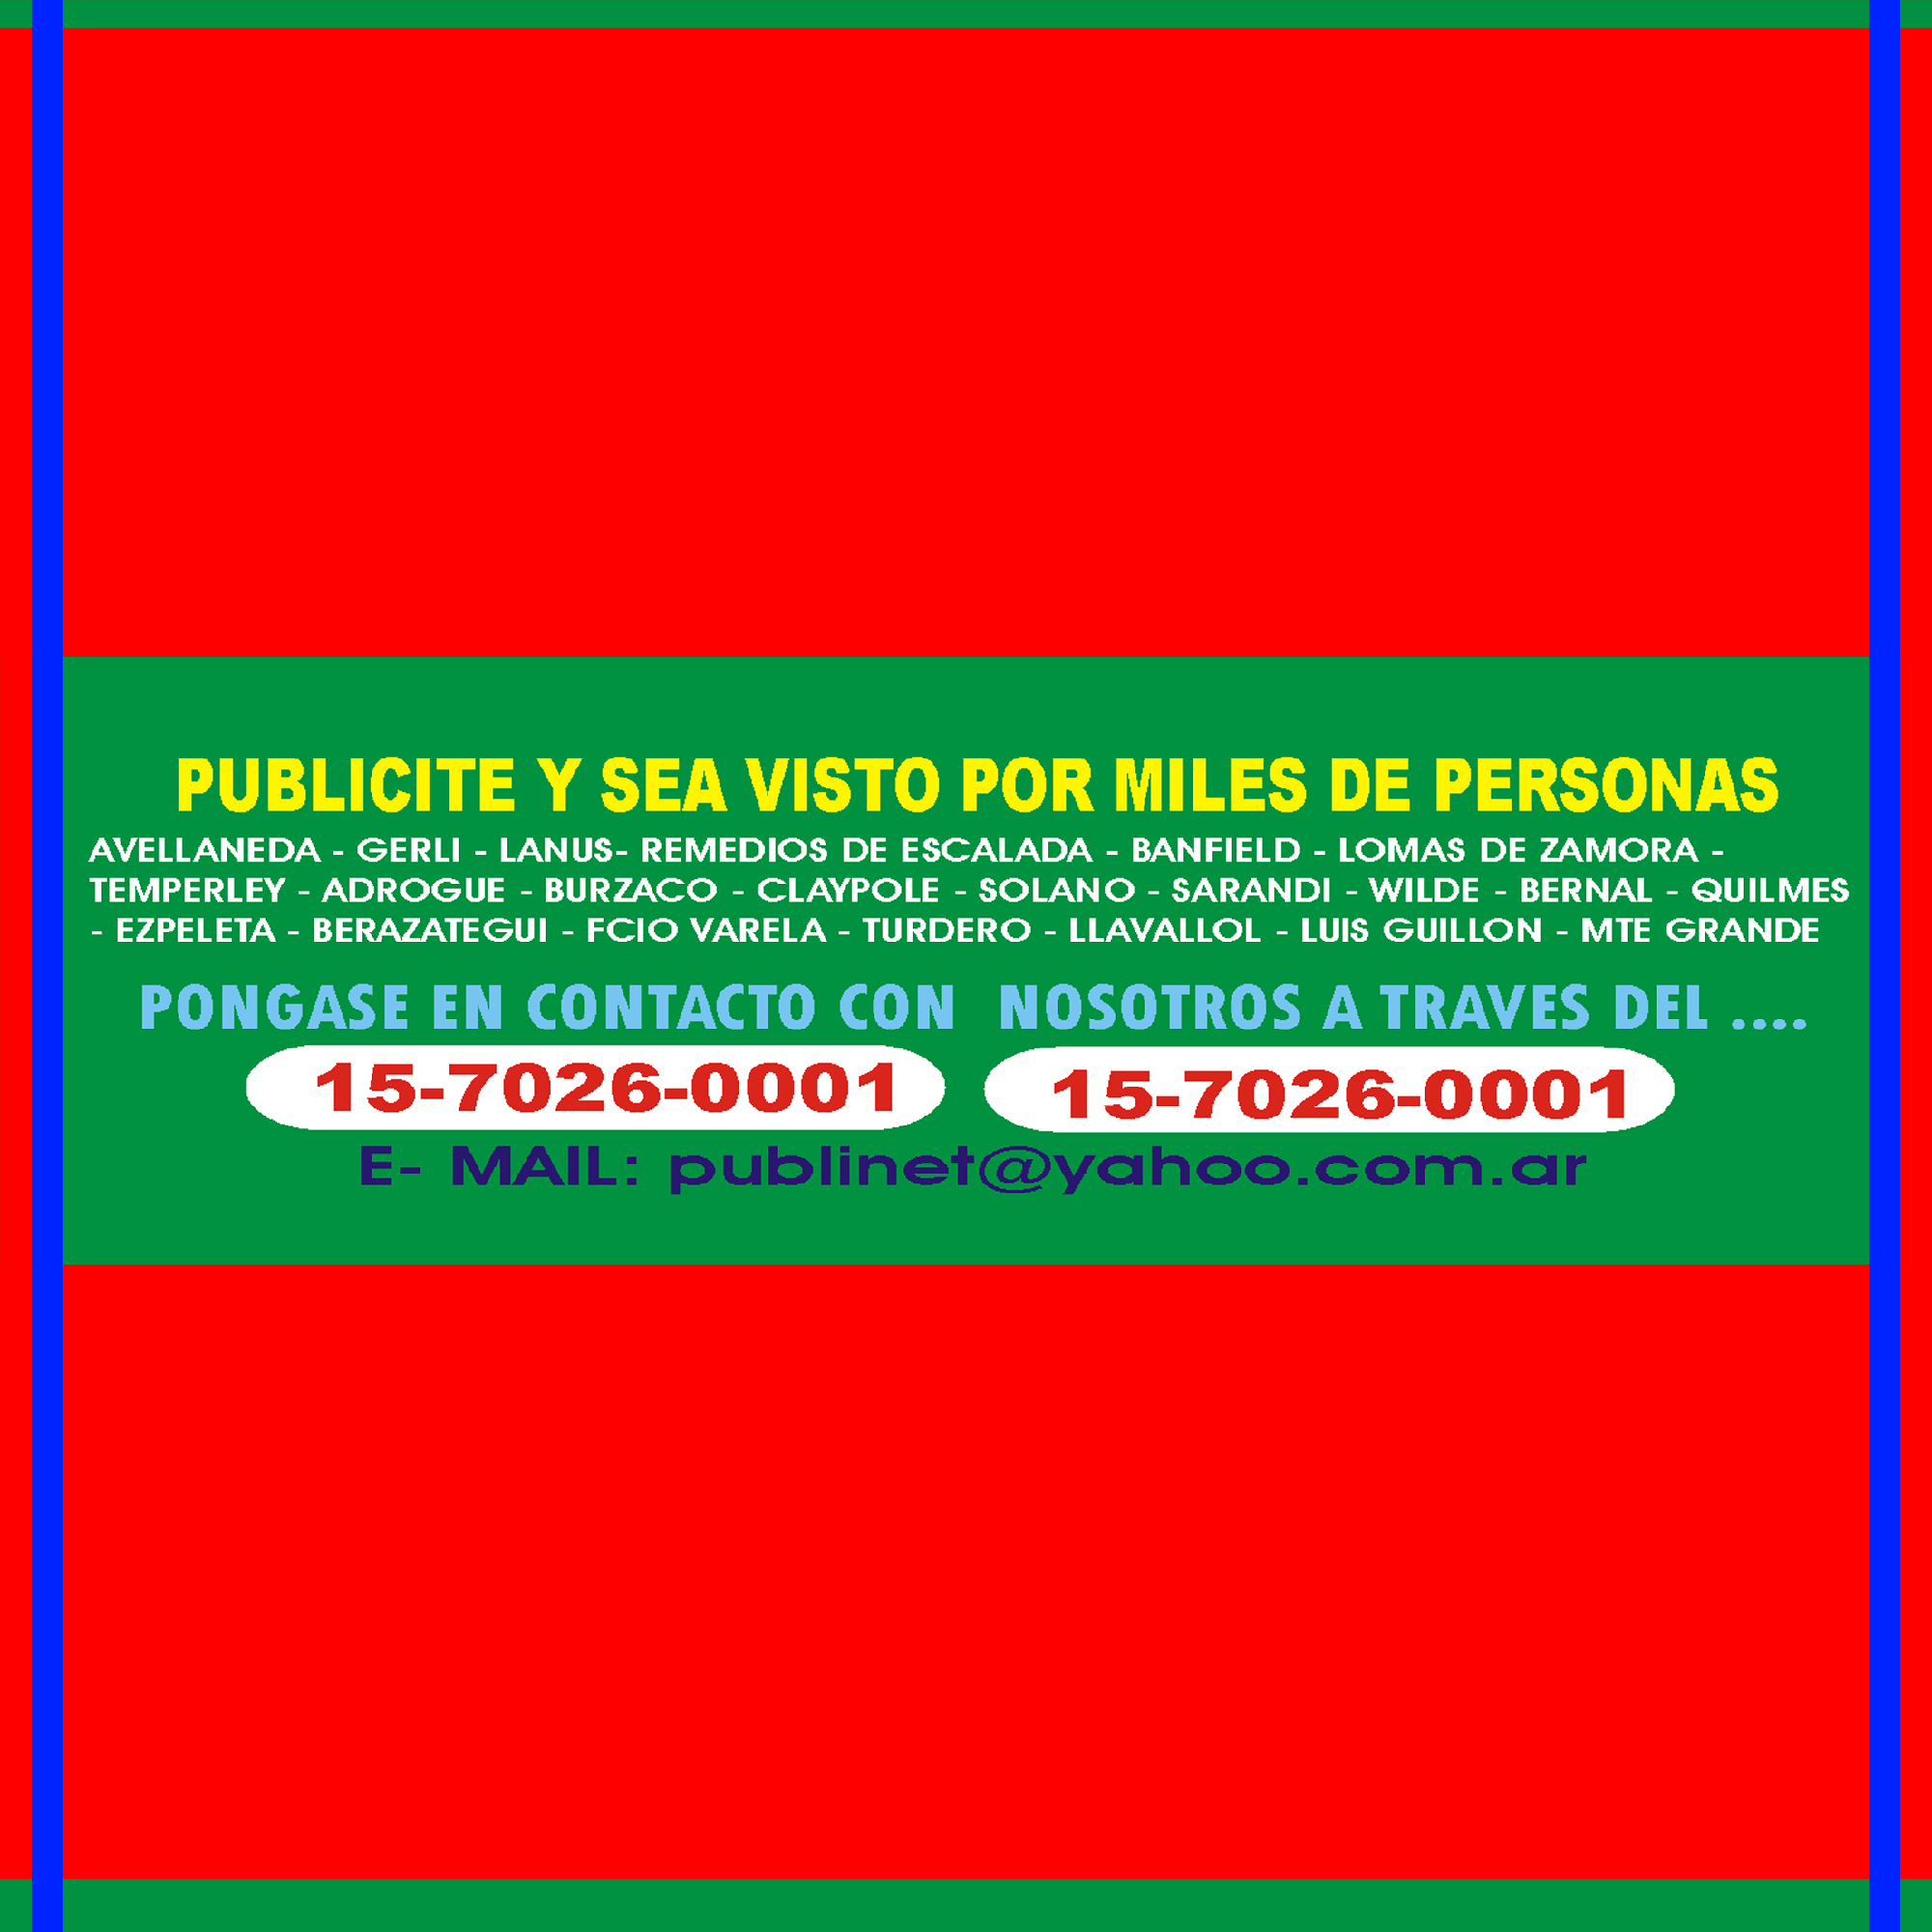 PUBLICITE Y SEA VISTO POR MILES DE PERSONAS
AVELLANEDA - GERLI - LANUS- REMEDIOS DE ESCALADA - BANFIELD - LOMAS DE ZAMORA -
TEMPERLEY - ADROGUE - BURZACO - CLAYPOLE - SOLANO - SARANDI - WILDE - BERNAL - QUILMES
- EZPELETA - BERAZATEGUI - FCIO VARELA - TURDERO - LLAVALLOL - LUIS GUILLON - MTE GRANDE
PONGASE EN CONTACTO CON NOSOTROS A TRAVES DEL ....
15-7026-0001 15-7026-0001
E- MAIL: publinet@yahoo.com.ar